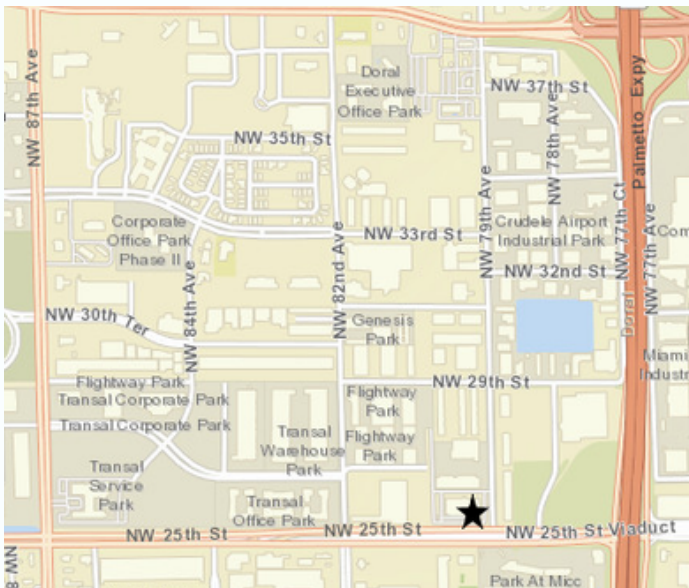 NW 87th Ave
Doral
Executive
Office Park
NW 37th St
Palmetto Expy
NW 78th Ave
NW 35th St
NW 79th Ave
NW 77th Ct
NW 77th Ave
Corporate
Office Park
Phase II
NW 33rd St
Crudele Airport
Industrial Park
Com
NW 82nd Ave
NW 84th Ave
NW 32nd St
NW 30th Ter
Genesis
Park
Doral
Miami
Industr
Flightway Park
Transal Corporate Park
NW 29th St
Flightway
Park
Transal Corporate Park
Transal
Warehouse
Park
Flightway
Park
Transal
Service
Park
Transal
Office Park
NW 25th St
NW 25th St
NW 25th St Viaduct
NW 8
Park At Micc